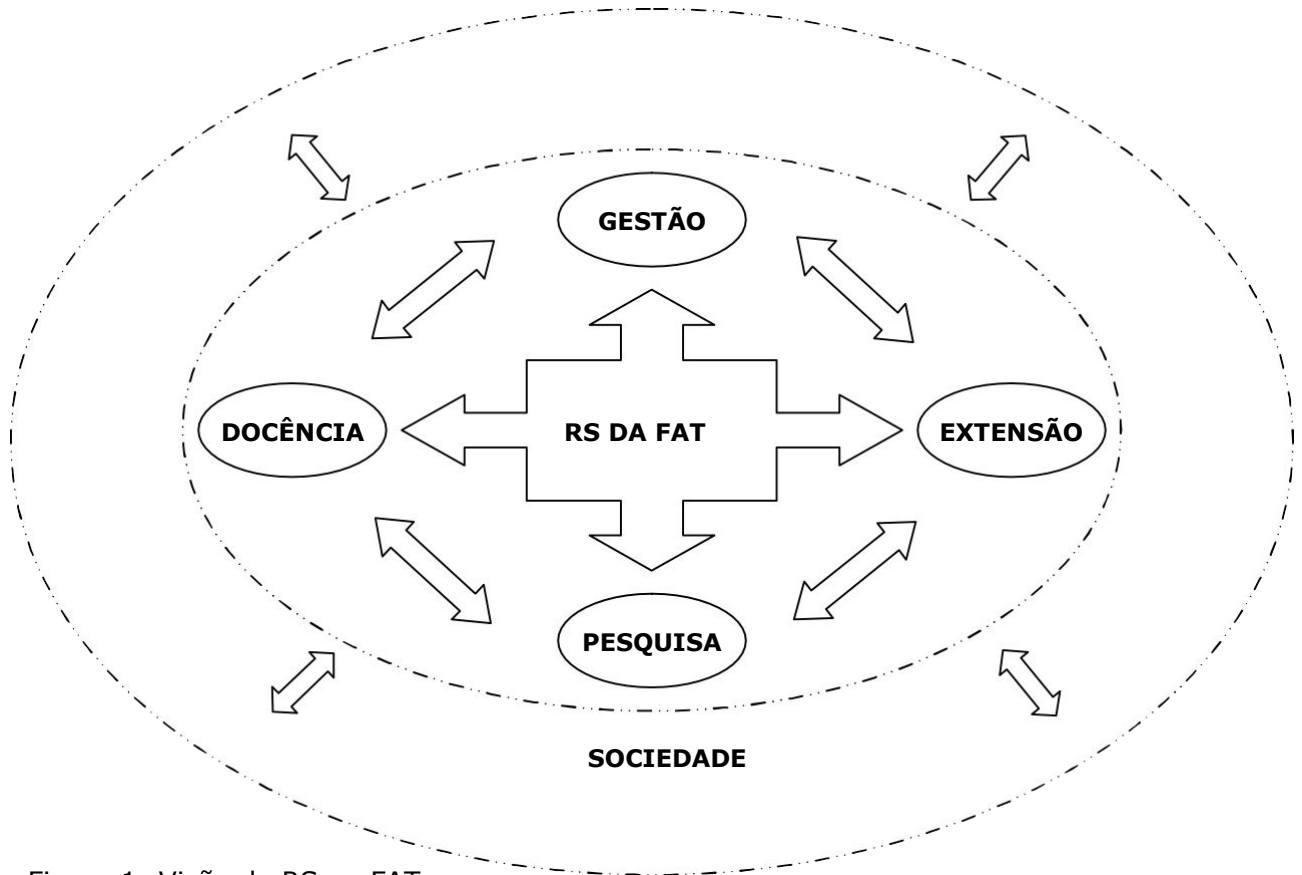 GESTÃO
DOCÊNCIA
RS DA FAT
EXTENSÃO
PESQUISA
SOCIEDADE